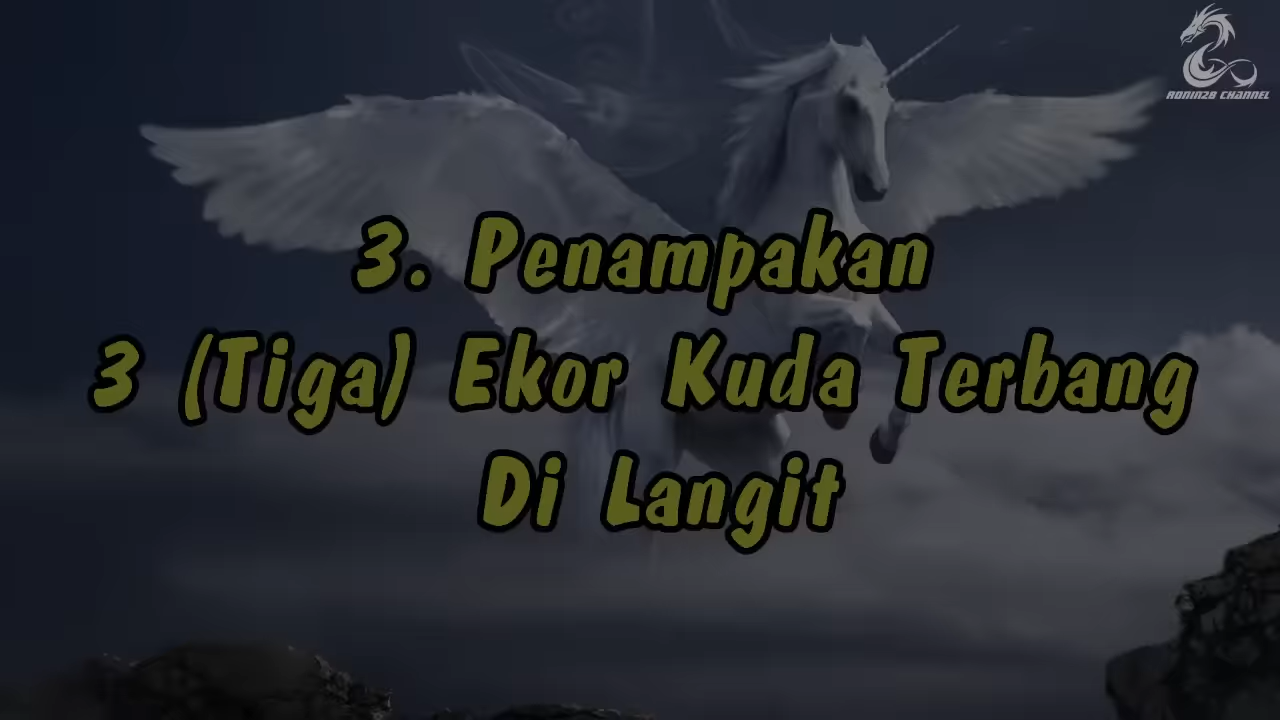 RONIN28 CHANNEL
3. Penampakan
3 (Tiga) Ekor Kuda Terbang
Di Langit